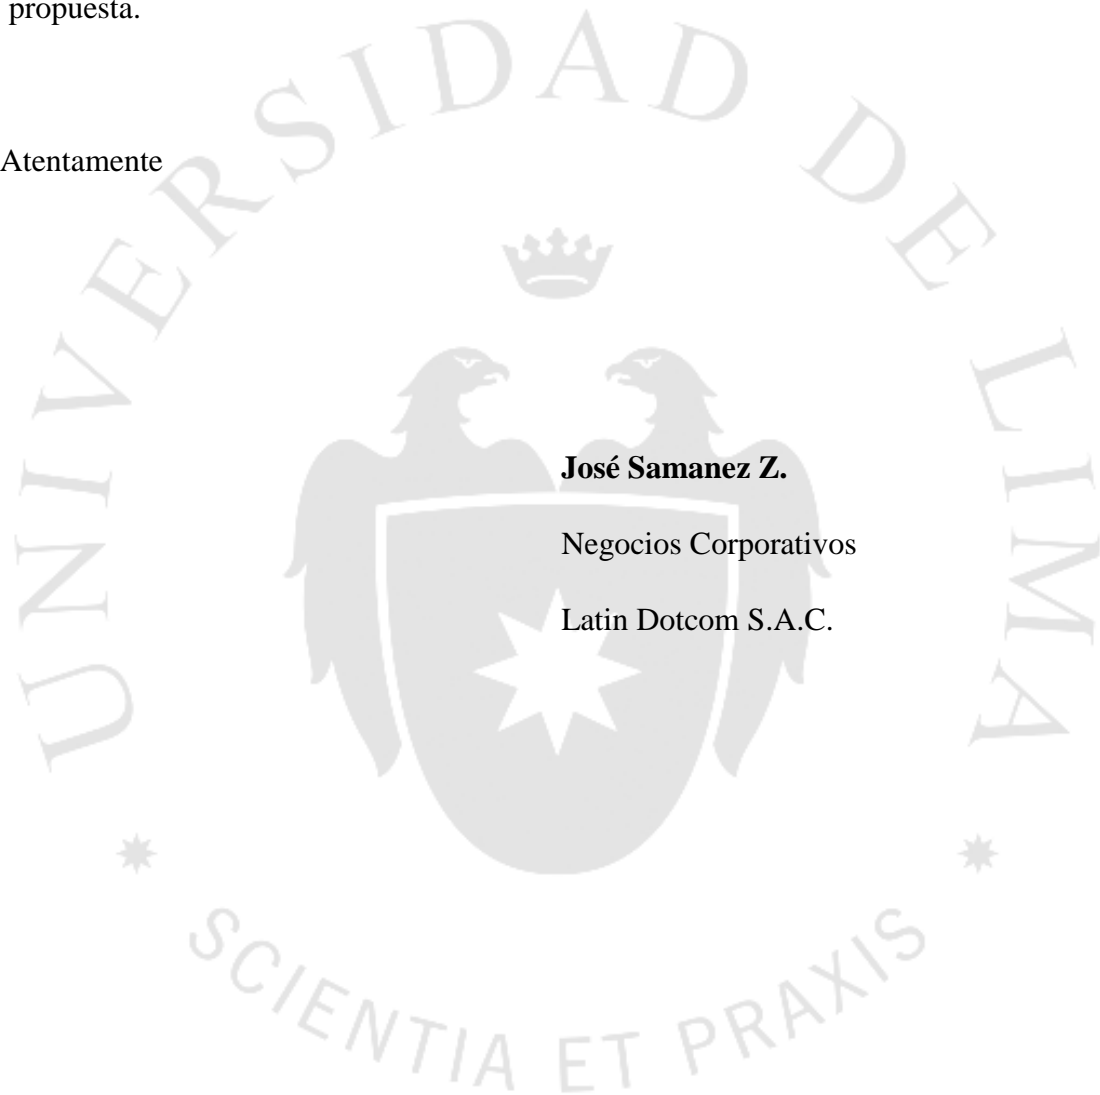 propuesta.
Atentamente
José Samanez Z.
Negocios Corporativos
Latin Dotcom S.A.C.
UNIVERSIDAD DE LIMA
SCIENTIA ET PRAXIS